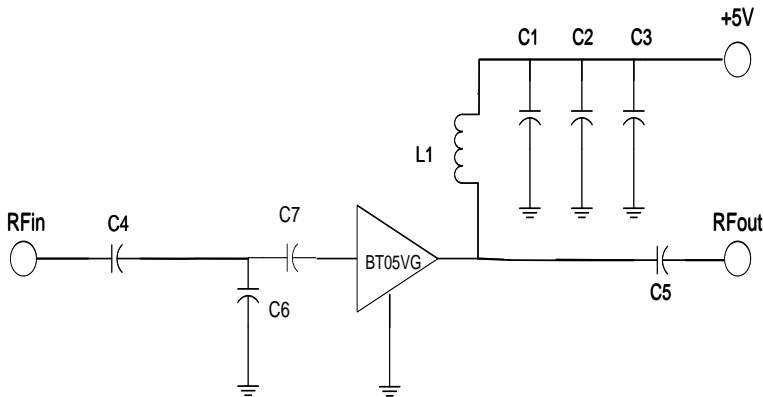 +5V
C1 C2 C3
L1
RFin C4 C7 RFout
BT05VG
C6 C5